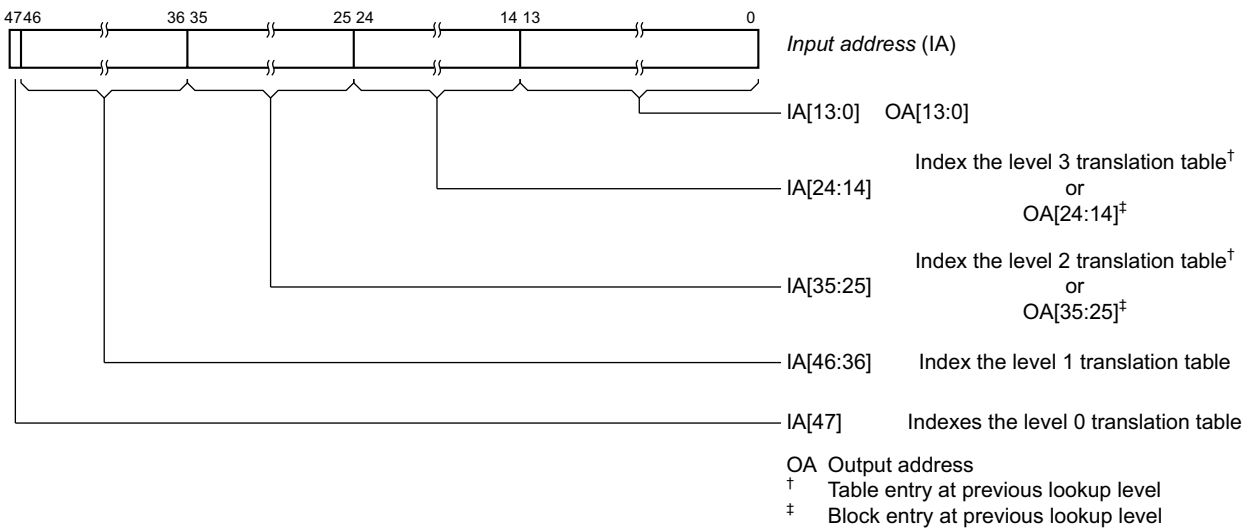 4746 36 35 25 24 14 13 0
Input address (IA)
IA[13:0] OA[13:0]
Index the level 3 translation table†
IA[24:14] or
OA[24:14]‡
Index the level 2 translation table†
IA[35:25] or
OA[35:25]‡
IA[46:36] Index the level 1 translation table
IA[47] Indexes the level 0 translation table
OA Output address
† Table entry at previous lookup level
‡ Block entry at previous lookup level